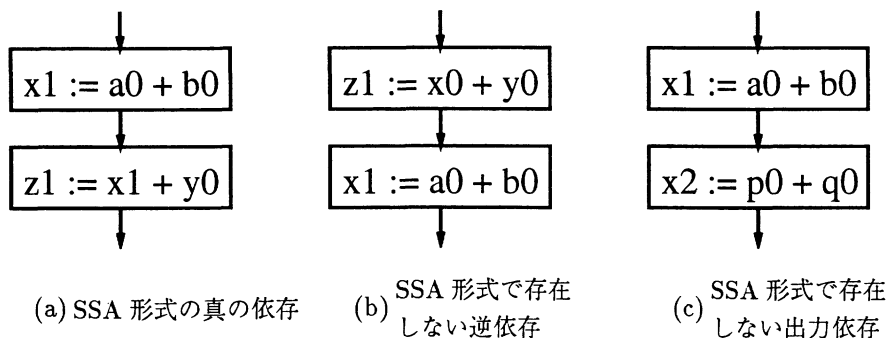 x1 := a0 + b0
z1 := x1 + y0
(a) SSA 形式の真の依存
z1 := x0 + y0
x1 := a0 + b0
(b) SSA 形式で存在
しない逆依存
x1 := a0 + b0
x2 := p0 + q0
(c) SSA 形式で存在
しない出力依存